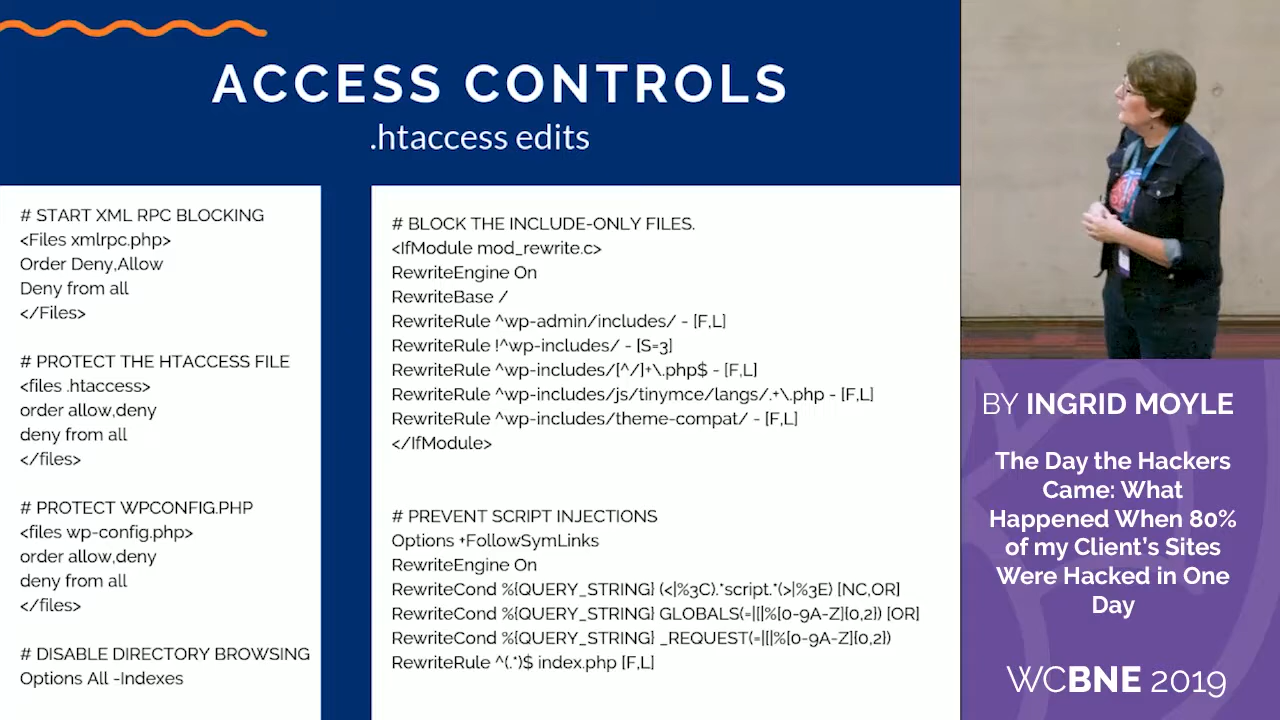 ACCESS CONTROLS
.htaccess edits
# START XML RPC BLOCKING
<Files xmlrpc.php>
Order Deny,Allow
Deny from all
</Files>
# PROTECT THE HTACCESS FILE
<files .htaccess>
order allow,deny
deny from all
</files>
# PROTECT WPCONFIG.PHP
<files wp-config.php>
order allow,deny
deny from all
</files>
# DISABLE DIRECTORY BROWSING
Options All -Indexes
# BLOCK THE INCLUDE-ONLY FILES.
<IfModule mod_rewrite.c>
RewriteEngine On
RewriteBase /
RewriteRule ^wp-admin/includes/ - [F,L]
RewriteRule !^wp-includes/ - [S=3]
RewriteRule ^wp-includes/[^/]+\.php$ - [F,L]
RewriteRule ^wp-includes/js/tinymce/langs/.+\.php - [F,L]
RewriteRule ^wp-includes/theme-compat/ - [F,L]
</IfModule>
# PREVENT SCRIPT INJECTIONS
Options +FollowSymLinks
RewriteEngine On
RewriteCond %{QUERY_STRING} (<|%3C).*script.*(>|%3E) [NC,OR]
RewriteCond %{QUERY_STRING} GLOBALS(=|[|%[0-9A-Z]{0,2}) [OR]
RewriteCond %{QUERY_STRING} _REQUEST(=|[|%[0-9A-Z]{0,2})
RewriteRule ^(.*)$ index.php [F,L]
BY INGRID MOYLE
The Day the Hackers
Came: What
Happened When 80%
of my Client's Sites
Were Hacked in One
Day
WCBNE 2019